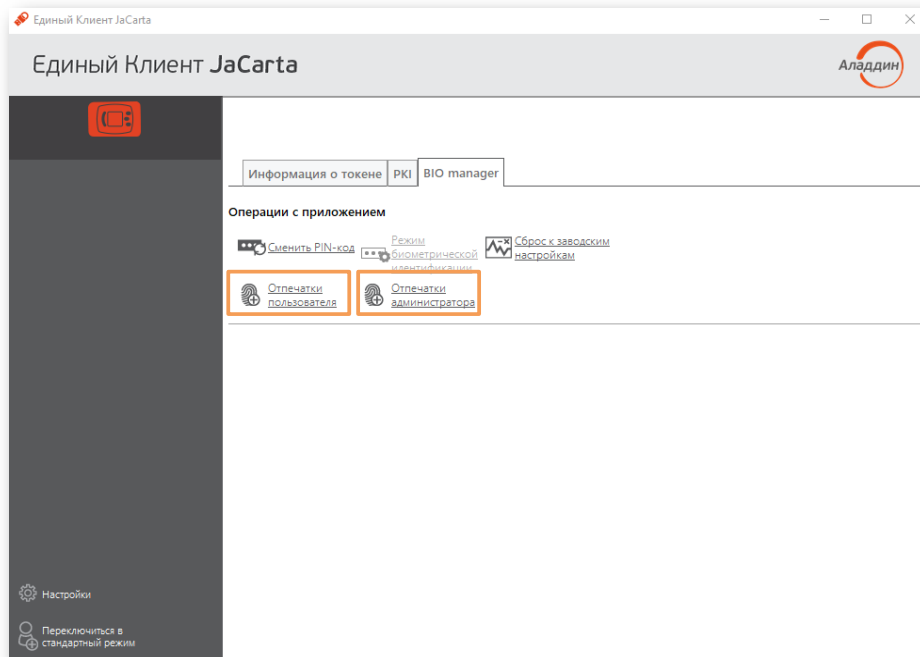 Единый Клиент JaCarta
Единый Клиент JaCarta
Аладдин
Информация о токене PKI BIO manager
Операции с приложением
Сменить PIN-код
Режим
биометрической
идентификации
Сброс к заводским
настройкам
Отпечатки
пользователя
Отпечатки
администратора
Настройки
Переключиться в
стандартный режим